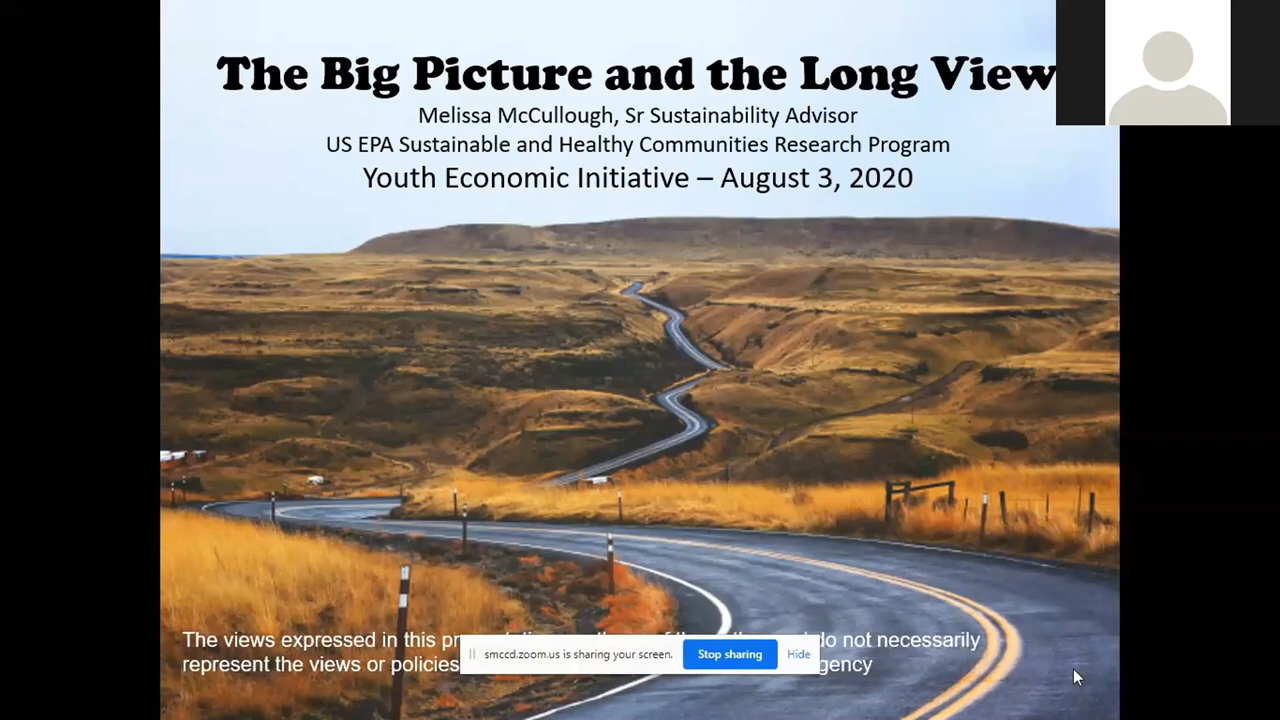 The Big Picture and the Long View
Melissa McCullough, Sr Sustainability Advisor
US EPA Sustainable and Healthy Communities Research Program
Youth Economic Initiative – August 3, 2020
The views expressed in this do not necessarily
represent the views or policies
smccd.zoom.us is sharing your screen. Stop sharing Hide